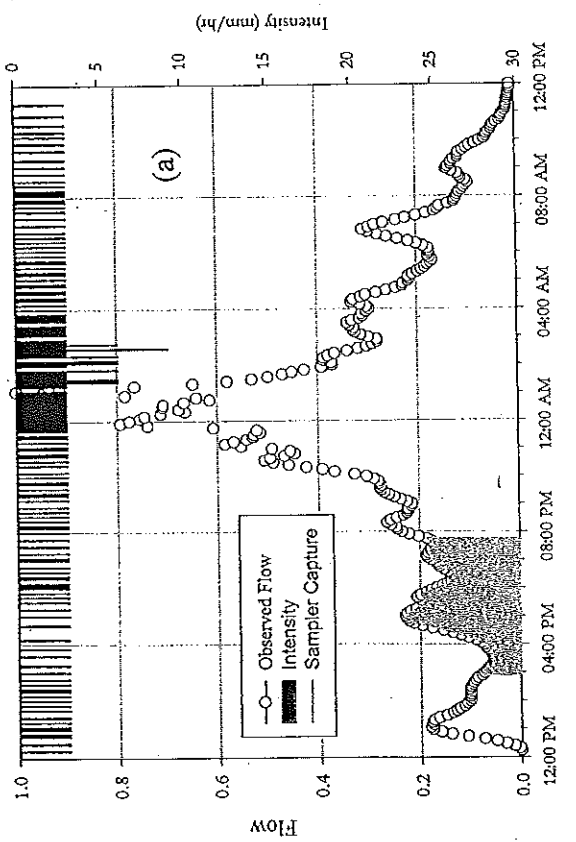 Intensity (mm/hr)
0 5 10 15 20 25 30
(a)
Observed Flow
Intensity
Sampler Capture
Flow
1.0 0.8 0.6 0.4 0.2 0.0
12:00 PM 04:00 PM 08:00 PM 12:00 AM 04:00 AM 08:00 AM 12:00 PM